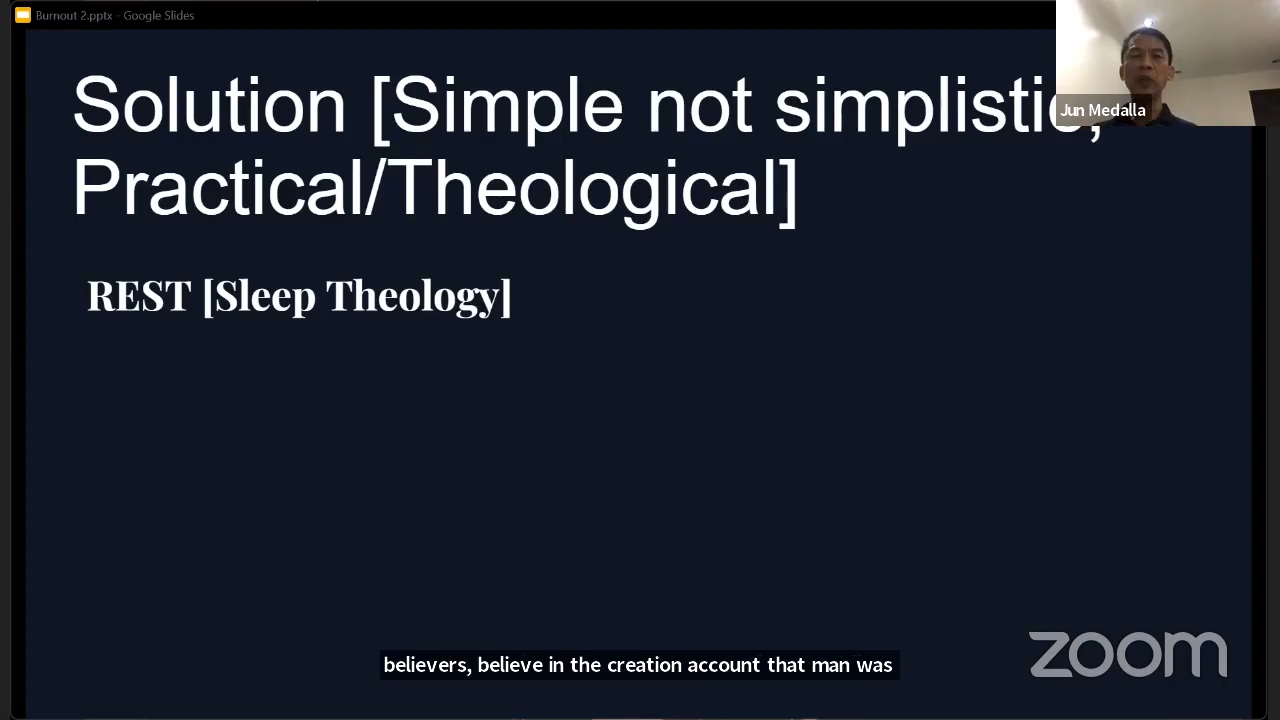 Burnout 2.pptx - Google Slides
Solution [Simple not simplistic,
Practical/Theological]
Jun Medalla
REST [Sleep Theology]
believers, believe in the creation account that man was
zoom